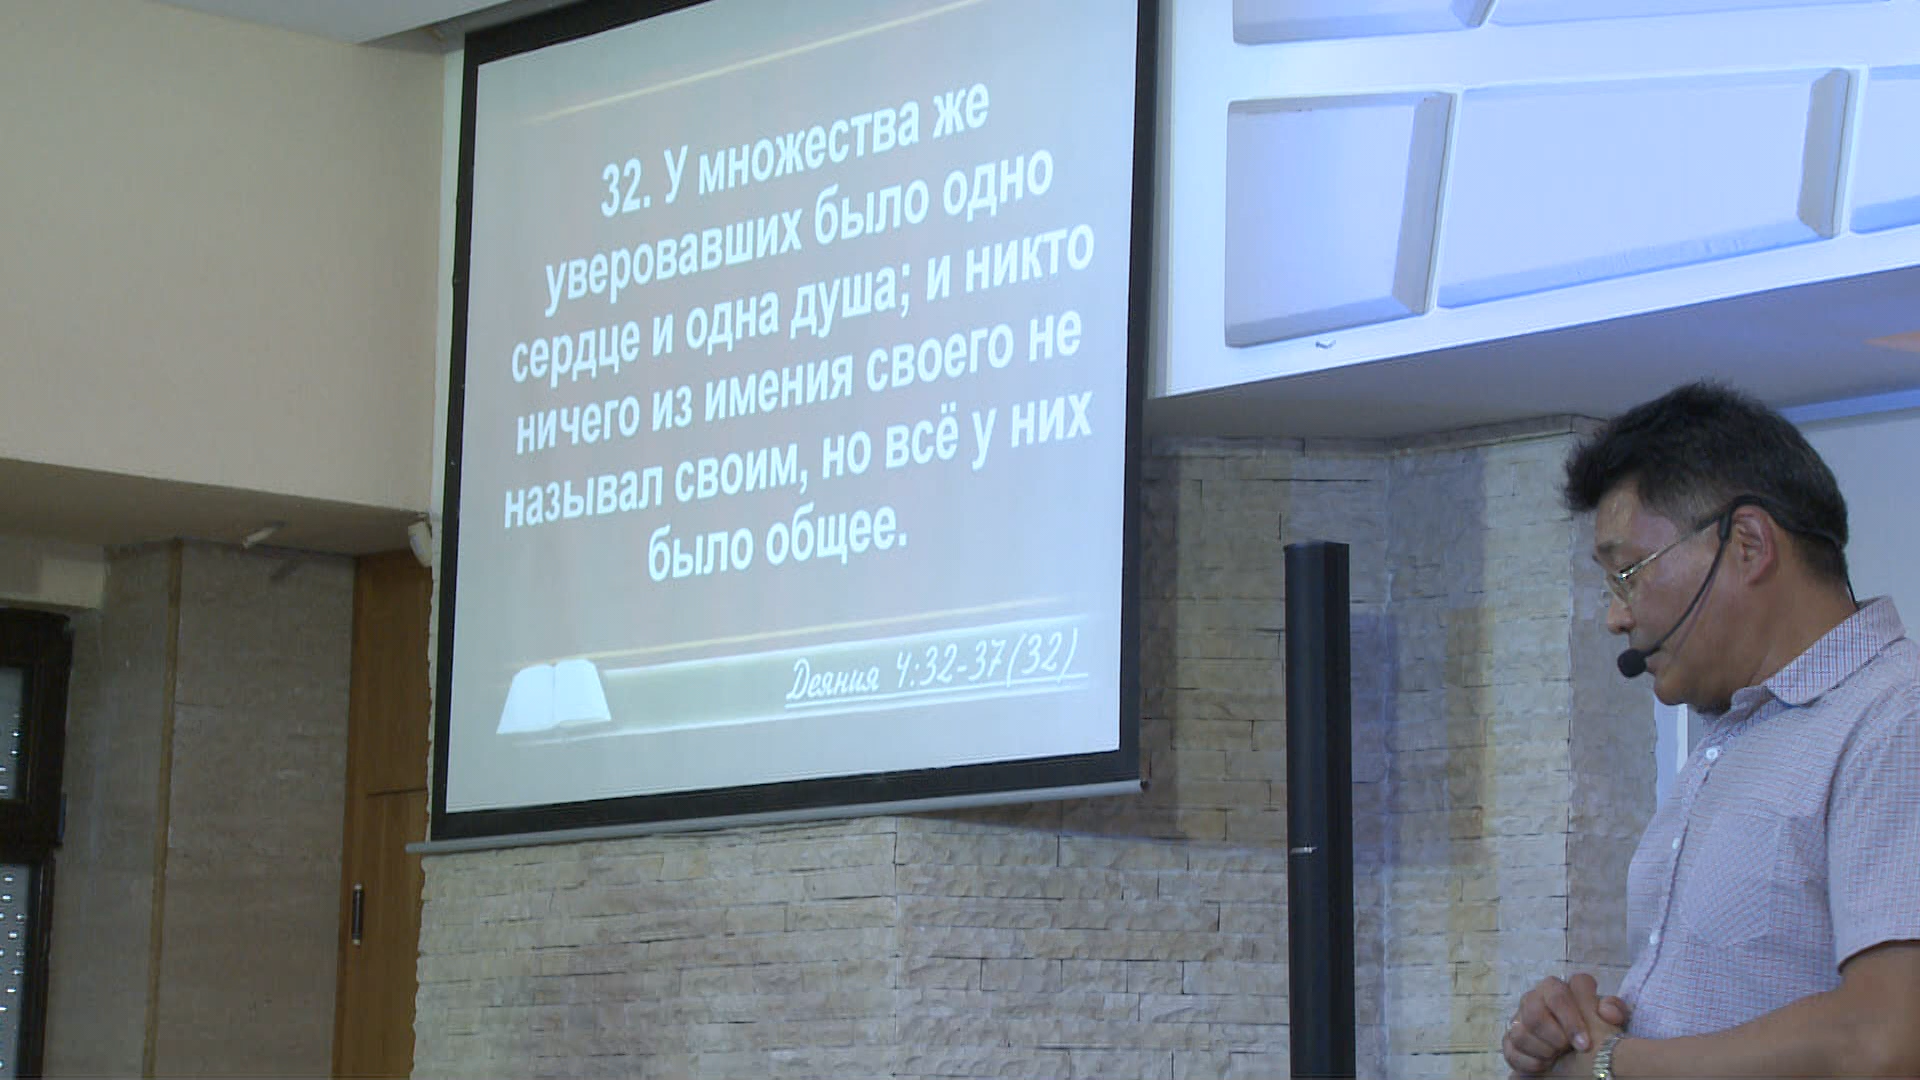 32. У множества же
уверовавших было одно
сердце и одна душа; и никто
ничего из имения своего не
называл своим, но всё у них
было общее.
Деяния 4:32-37(32)